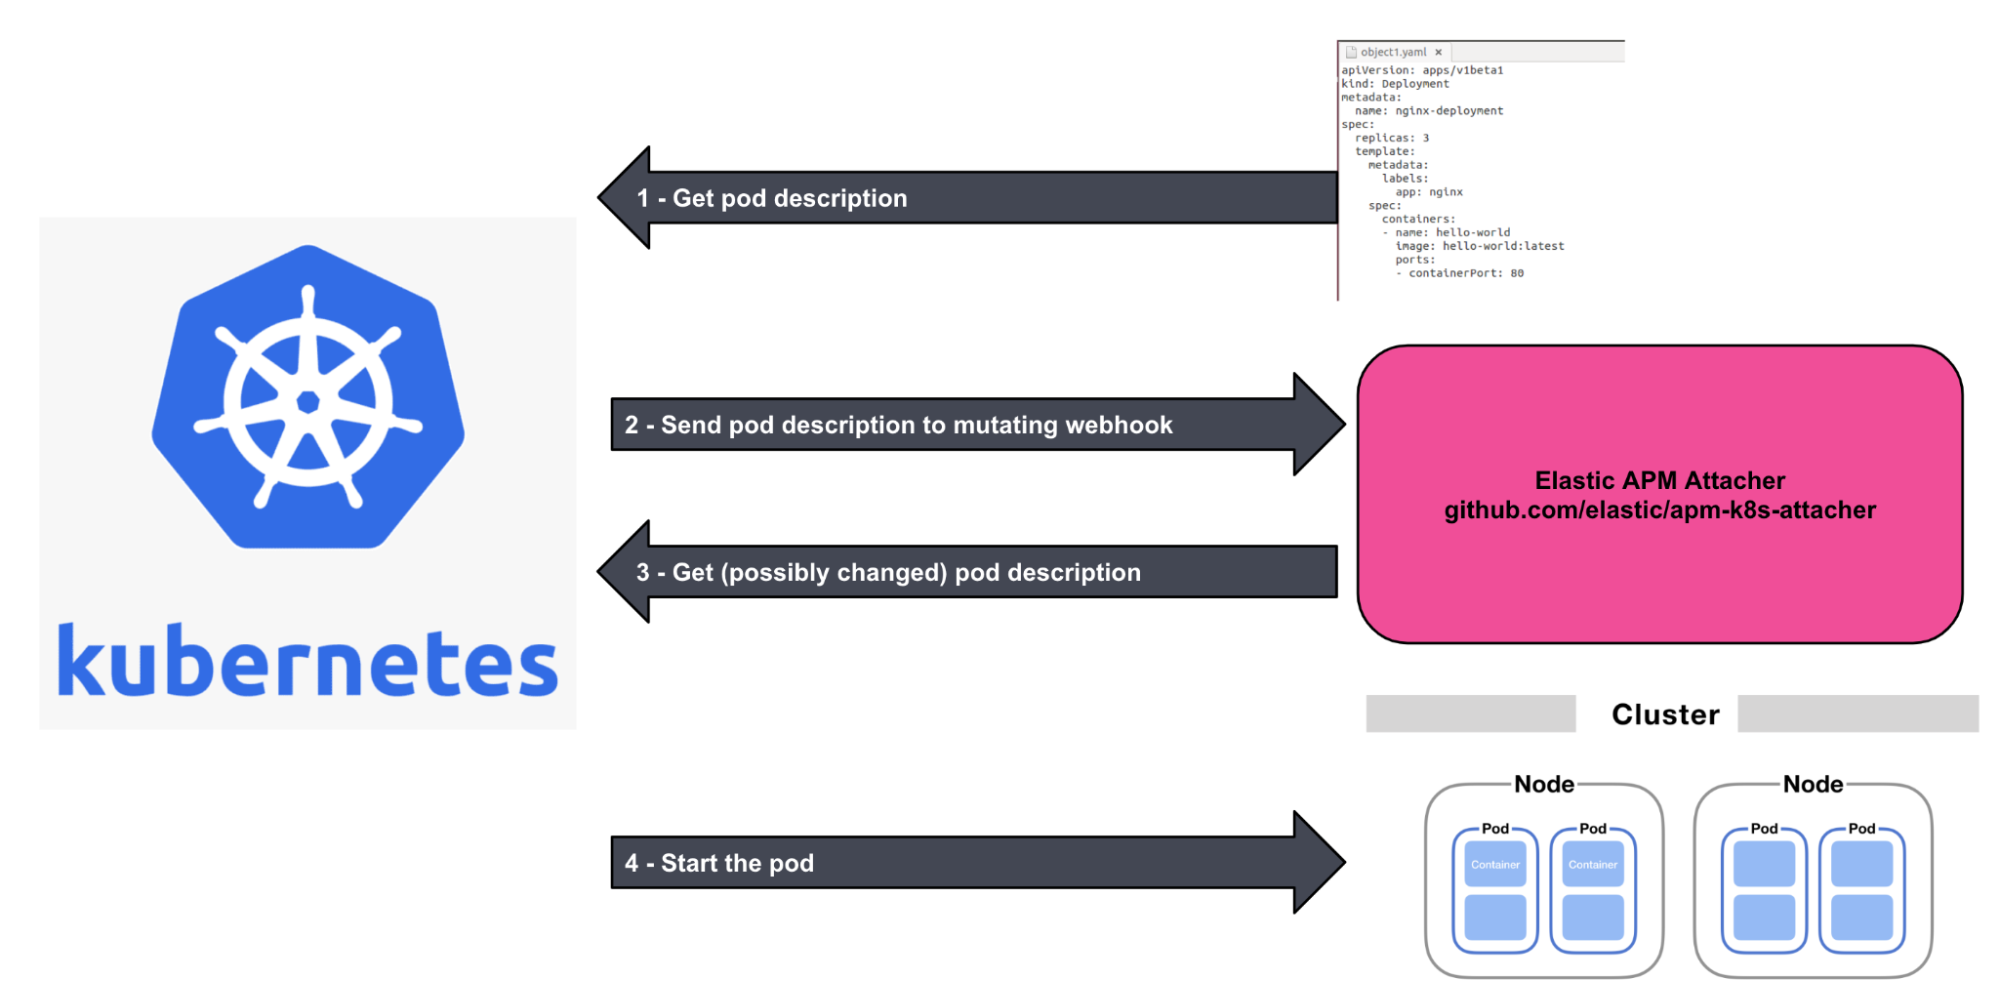 object1.yaml ×
apiVersion: apps/v1beta1
kind: Deployment
metadata:
  name: nginx-deployment
spec:
  replicas: 3
  template:
    metadata:
      labels:
        app: nginx
    spec:
      containers:
      - name: hello-world
        image: hello-world:latest
        ports:
        - containerPort: 80
1 - Get pod description
kubernetes
2 - Send pod description to mutating webhook
Elastic APM Attacher
github.com/elastic/apm-k8s-attacher
3 - Get (possibly changed) pod description
Cluster
Node
Node
Pod
Pod
Pod
Pod
Container
Container
4 - Start the pod